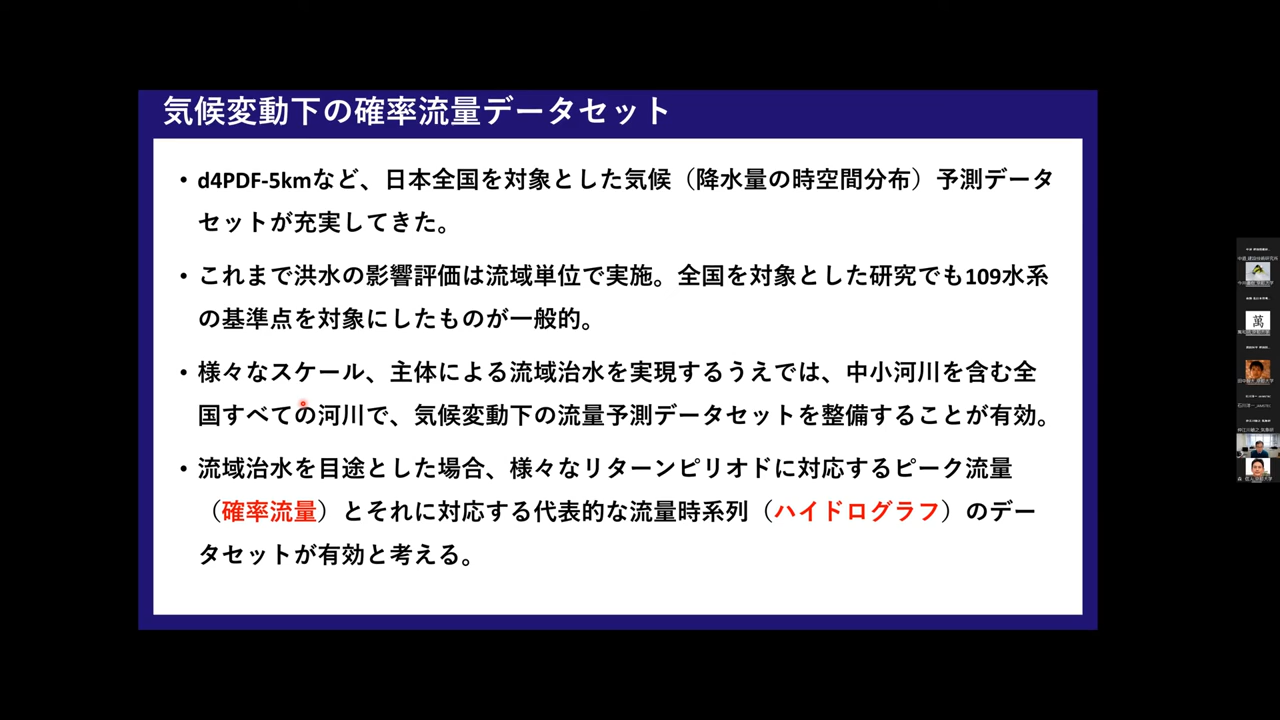 気候変動下の確率流量データセット
• d4PDF-5kmなど、日本全国を対象とした気候（降水量の時空間分布）予測データ
セットが充実してきた。
• これまで洪水の影響評価は流域単位で実施。全国を対象とした研究でも109水系
の基準点を対象にしたものが一般的。
• 様々なスケール、主体による流域治水を実現するうえでは、中小河川を含む全
国すべての河川で、気候変動下の流量予測データセットを整備することが有効。
• 流域治水を目途とした場合、様々なリターンピリオドに対応するピーク流量
（確率流量）とそれに対応する代表的な流量時系列（ハイドログラフ）のデー
タセットが有効と考える。
萬